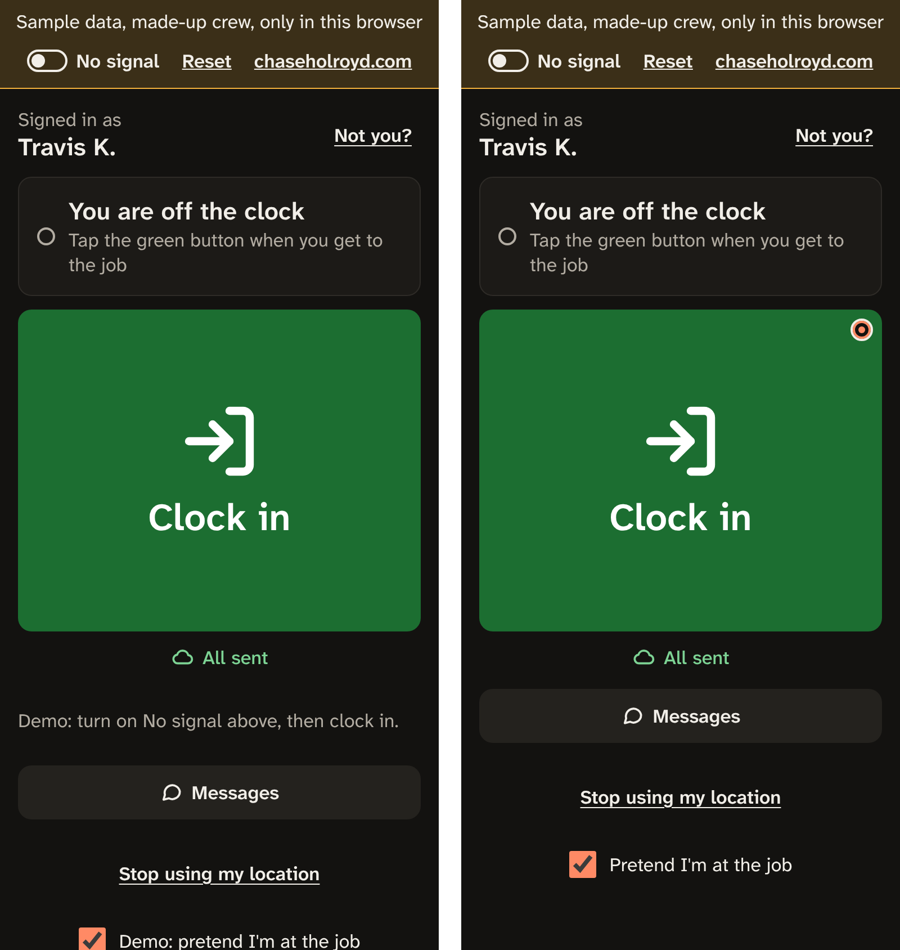 Sample data, made-up crew, only in this browser
No signal Reset chaseholroyd.com
Signed in as
Travis K.
Not you?
You are off the clock
Tap the green button when you get to
the job
Clock in
All sent
Demo: turn on No signal above, then clock in.
Messages
Stop using my location
Demo: pretend I'm at the job
Sample data, made-up crew, only in this browser
No signal Reset chaseholroyd.com
Signed in as
Travis K.
Not you?
You are off the clock
Tap the green button when you get to
the job
Clock in
All sent
Messages
Stop using my location
Pretend I'm at the job